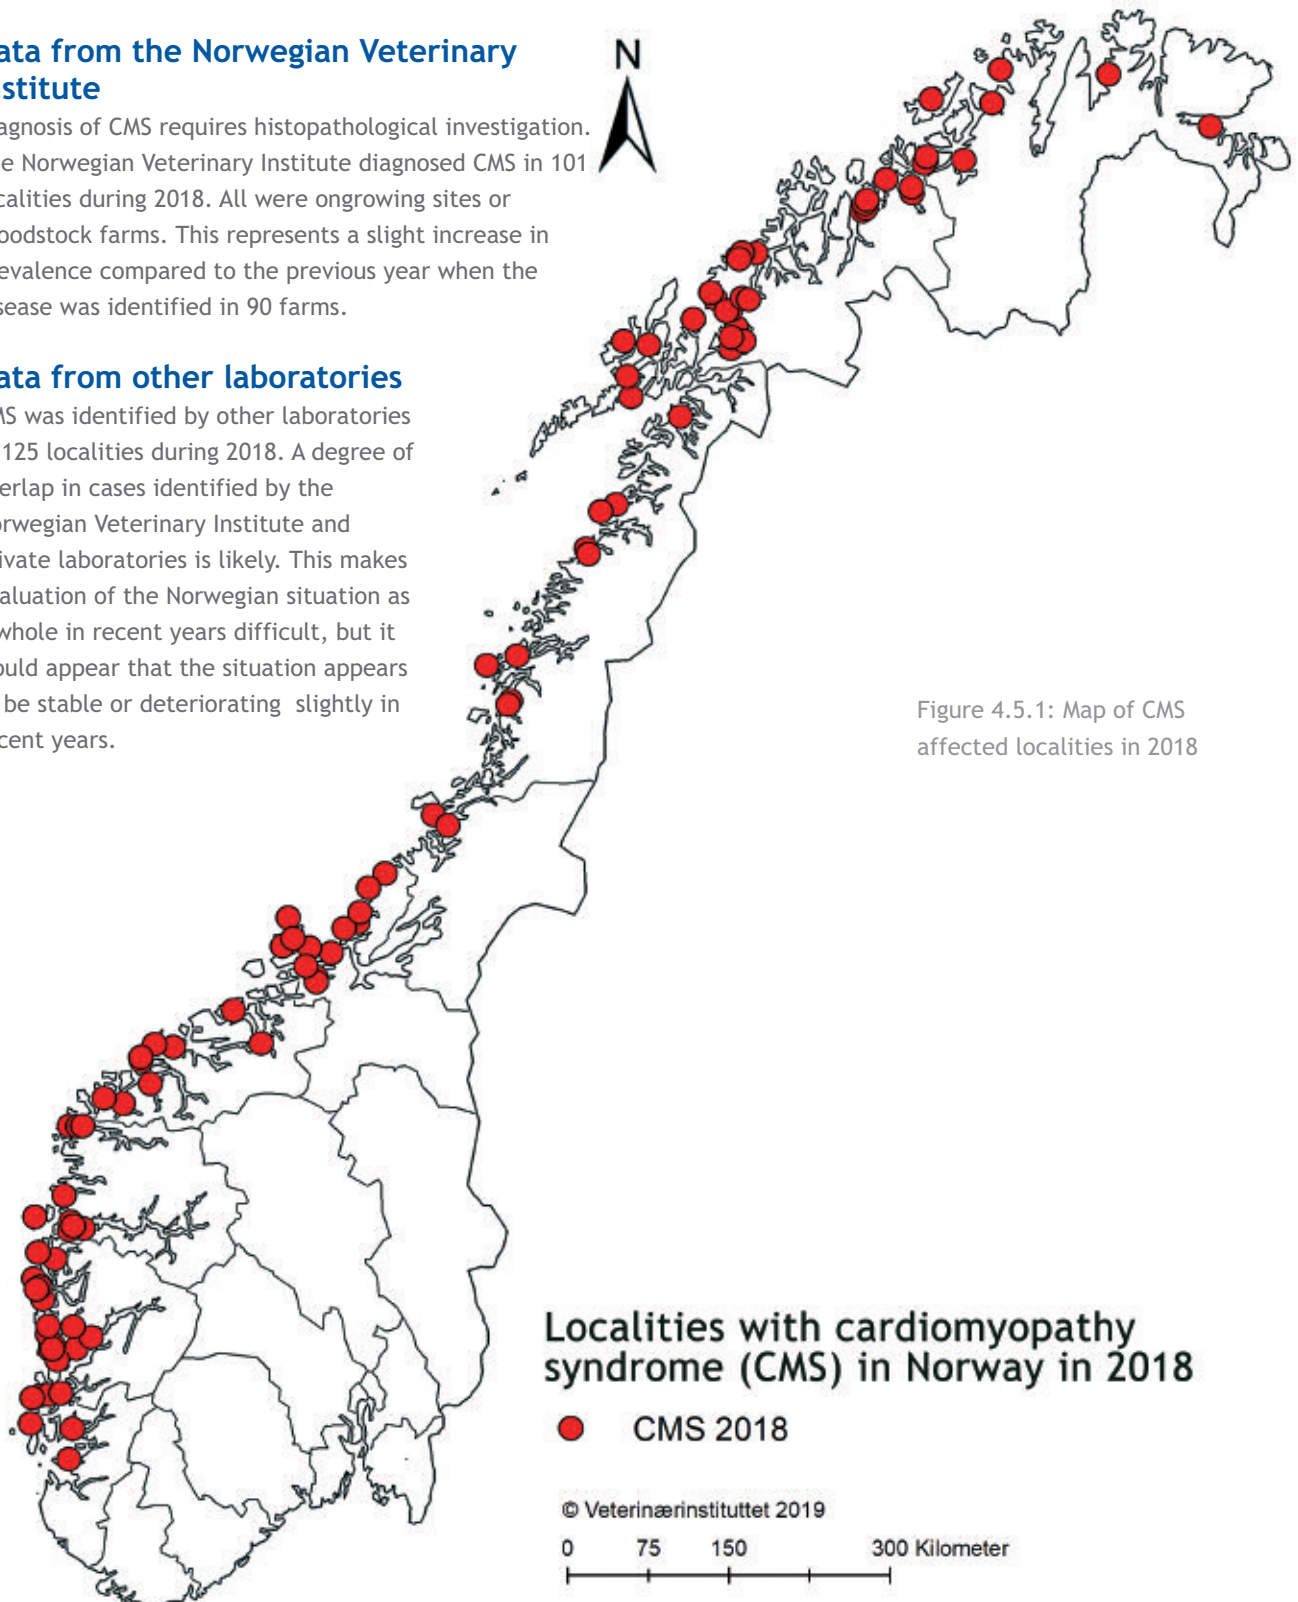 ata from the Norwegian Veterinary
stitute
agnosis of CMS requires histopathological investigation.
e Norwegian Veterinary Institute diagnosed CMS in 101
calities during 2018. All were ongrowing sites or
oodstock farms. This represents a slight increase in
evalence compared to the previous year when the
sease was identified in 90 farms.
ata from other laboratories
MS was identified by other laboratories
125 localities during 2018. A degree of
erlap in cases identified by the
orwegian Veterinary Institute and
ivate laboratories is likely. This makes
aluation of the Norwegian situation as
whole in recent years difficult, but it
ould appear that the situation appears
be stable or deteriorating slightly in
cent years.
N
Figure 4.5.1: Map of CMS
affected localities in 2018
Localities with cardiomyopathy
syndrome (CMS) in Norway in 2018
CMS 2018
© Veterinærinstituttet 2019
0 75 150 300 Kilometer